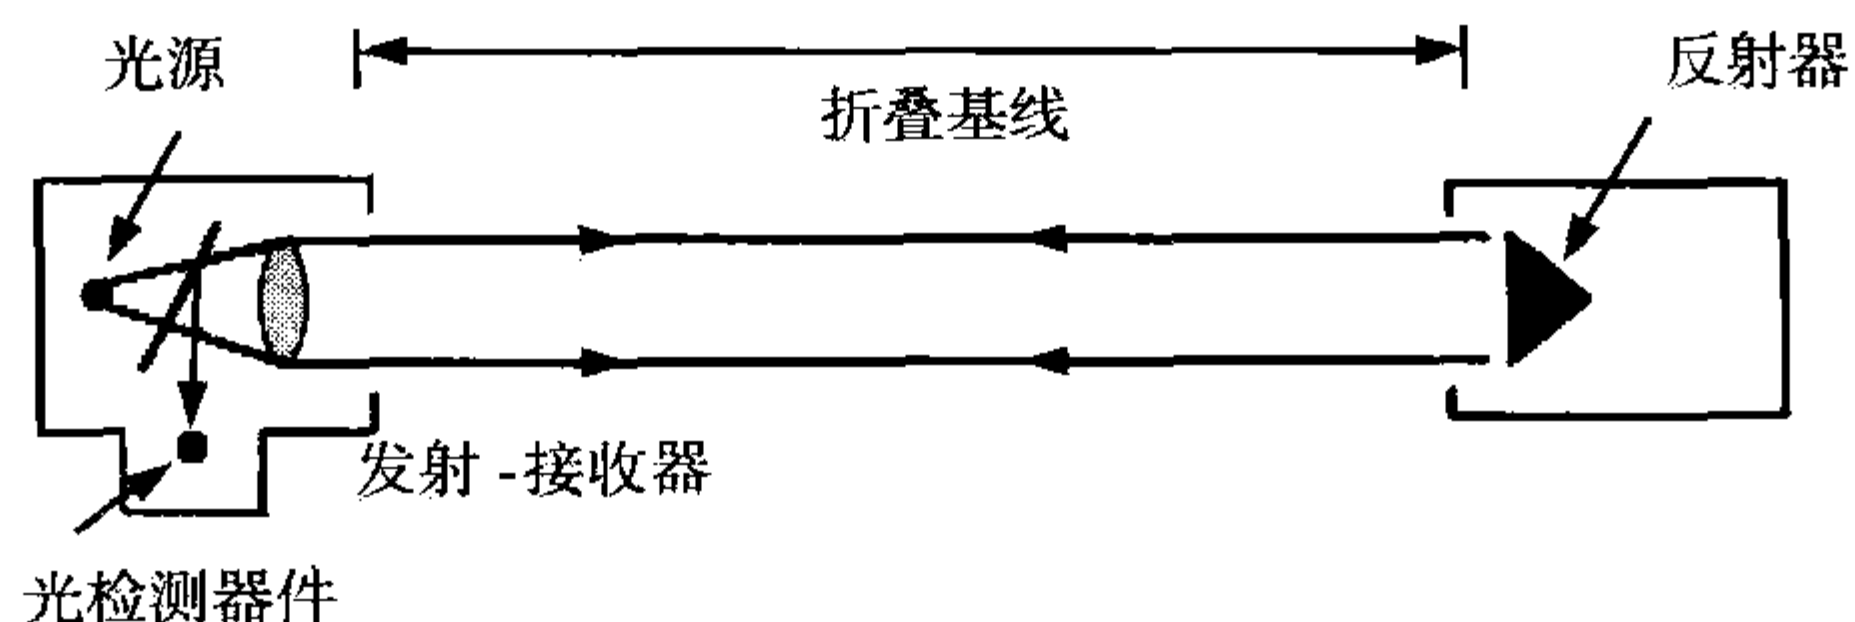 光源
反射器
折叠基线
发射-接收器
光检测器件